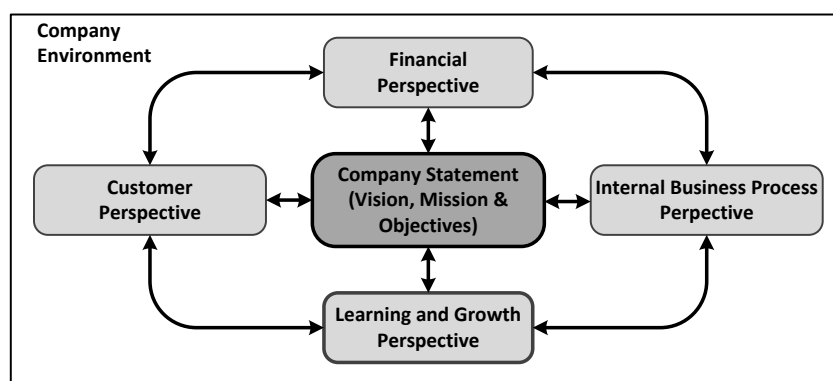 Company
Environment
Financial
Perspective
Customer
Perspective
Company Statement
(Vision, Mission &
Objectives)
Internal Business Process
Perpective
Learning and Growth
Perspective